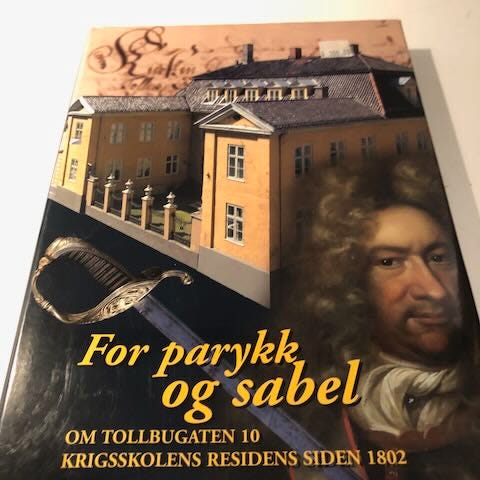 For parykk
og sabel
OM TOLLBUGATEN 10
KRIGSSKOLENS RESIDENS SIDEN 1802